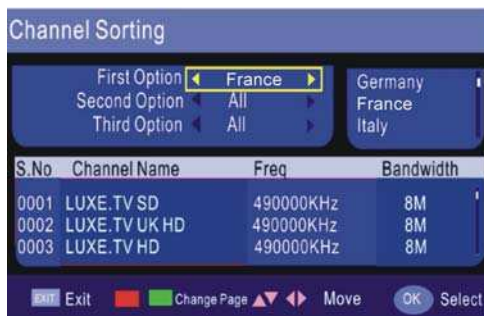 Channel Sorting
First Option France
Second Option All
Third Option All
Germany
France
Italy
S.No Channel Name Freq Bandwidth
0001 LUXE.TV SD 490000KHz 8M
0002 LUXE.TV UK HD 490000KHz 8M
0003 LUXE.TV HD 490000KHz 8M
EXIT Exit Change Page Move OK Select